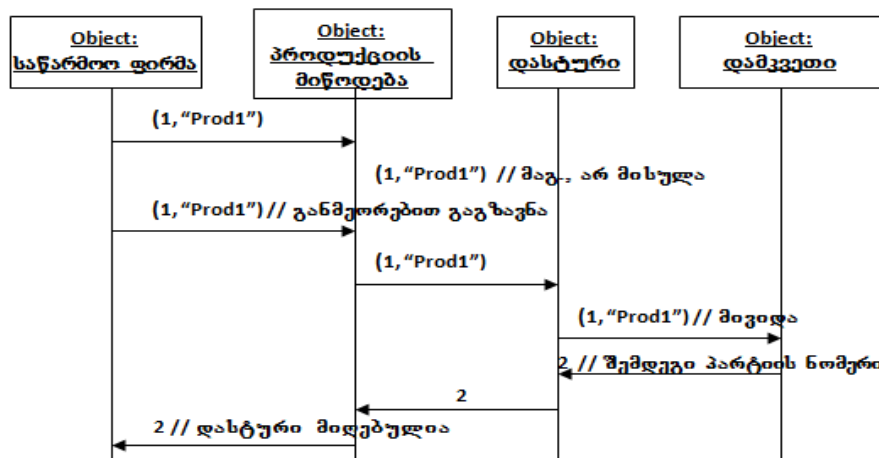 Object:
საწარმოო ფირმა
Object:
პროდუქციის
მიწოდება
Object:
დასტური
Object:
დამკვეთი
(1, “Prod1”)
(1, “Prod1”) // მაგ., არ მისულა
(1, “Prod1”) // განმეორებით გაგზავნა
(1, “Prod1”)
(1, “Prod1”) // მივიდა
2 // შემდეგი პარტიის ნომერი
2
2 // დასტური მიღებულია